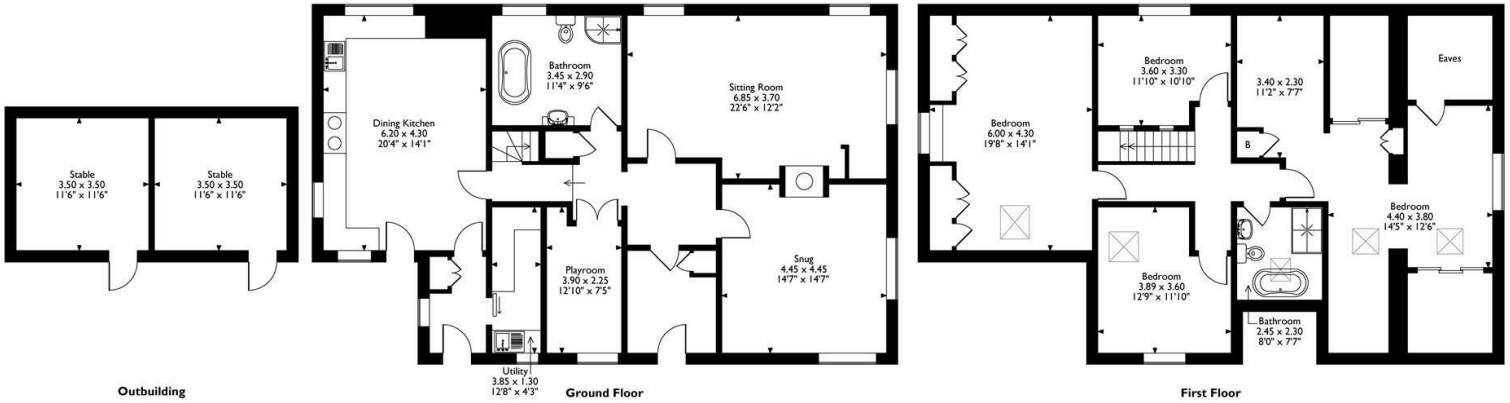 Stable
3.50 x 3.50
11'6" x 11'6"
Stable
3.50 x 3.50
11'6" x 11'6"
Outbuilding
Dining Kitchen
6.20 x 4.30
20'4" x 14'1"
Bathroom
3.45 x 2.90
11'4" x 9'6"
Sitting Room
6.85 x 3.70
22'6" x 12'2"
Playroom
3.90 x 2.25
12'10" x 7'5"
Snug
4.45 x 4.45
14'7" x 14'7"
Utility
3.85 x 1.30
12'8" x 4'3"
Ground Floor
Bedroom
6.00 x 4.30
19'8" x 14'1"
Bedroom
3.60 x 3.30
11'10" x 10'10"
3.40 x 2.30
11'2" x 7'7"
Eaves
B
Bedroom
4.40 x 3.80
14'5" x 12'6"
Bedroom
3.89 x 3.60
12'9" x 11'10"
Bathroom
2.45 x 2.30
8'0" x 7'7"
First Floor